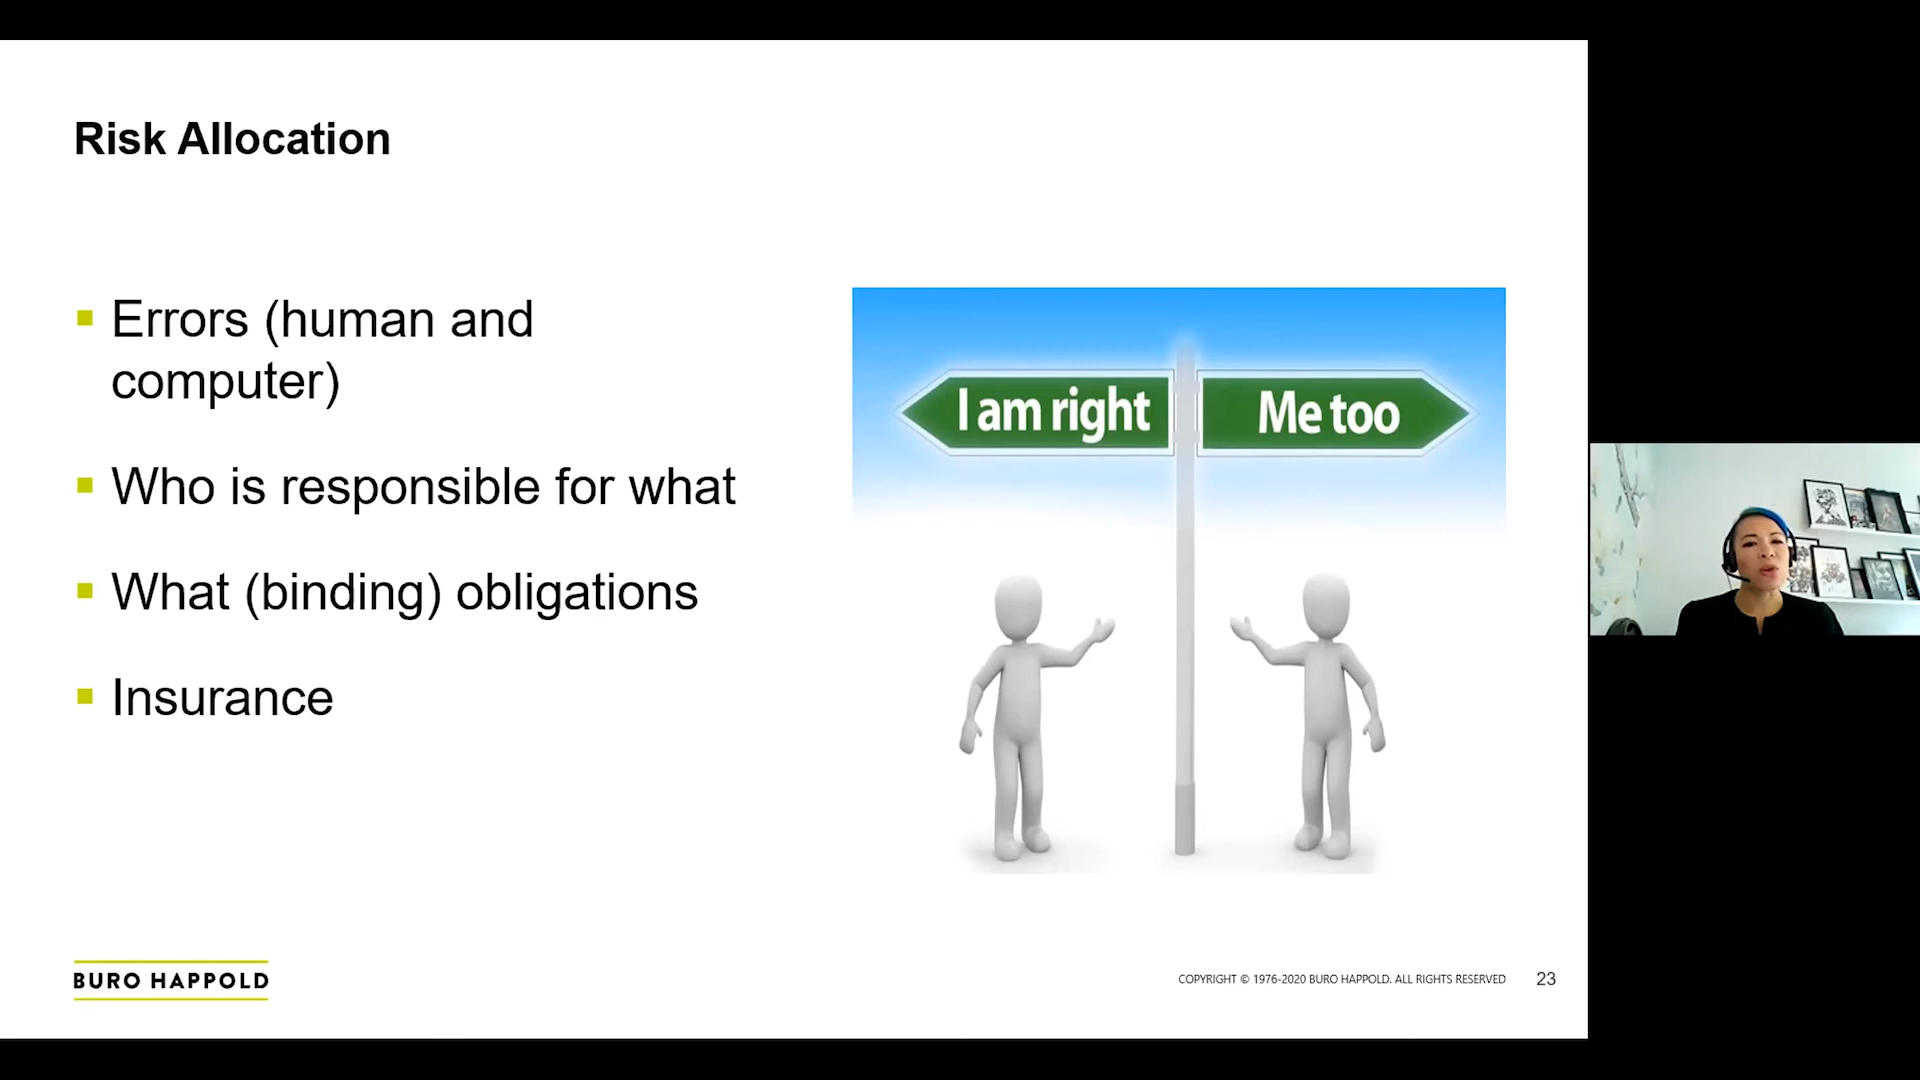 Risk Allocation
Errors (human and
computer)
Who is responsible for what
What (binding) obligations
Insurance
I am right
Me too
BURO HAPPOLD
COPYRIGHT © 1976-2020 BURO HAPPOLD. ALL RIGHTS RESERVED
23